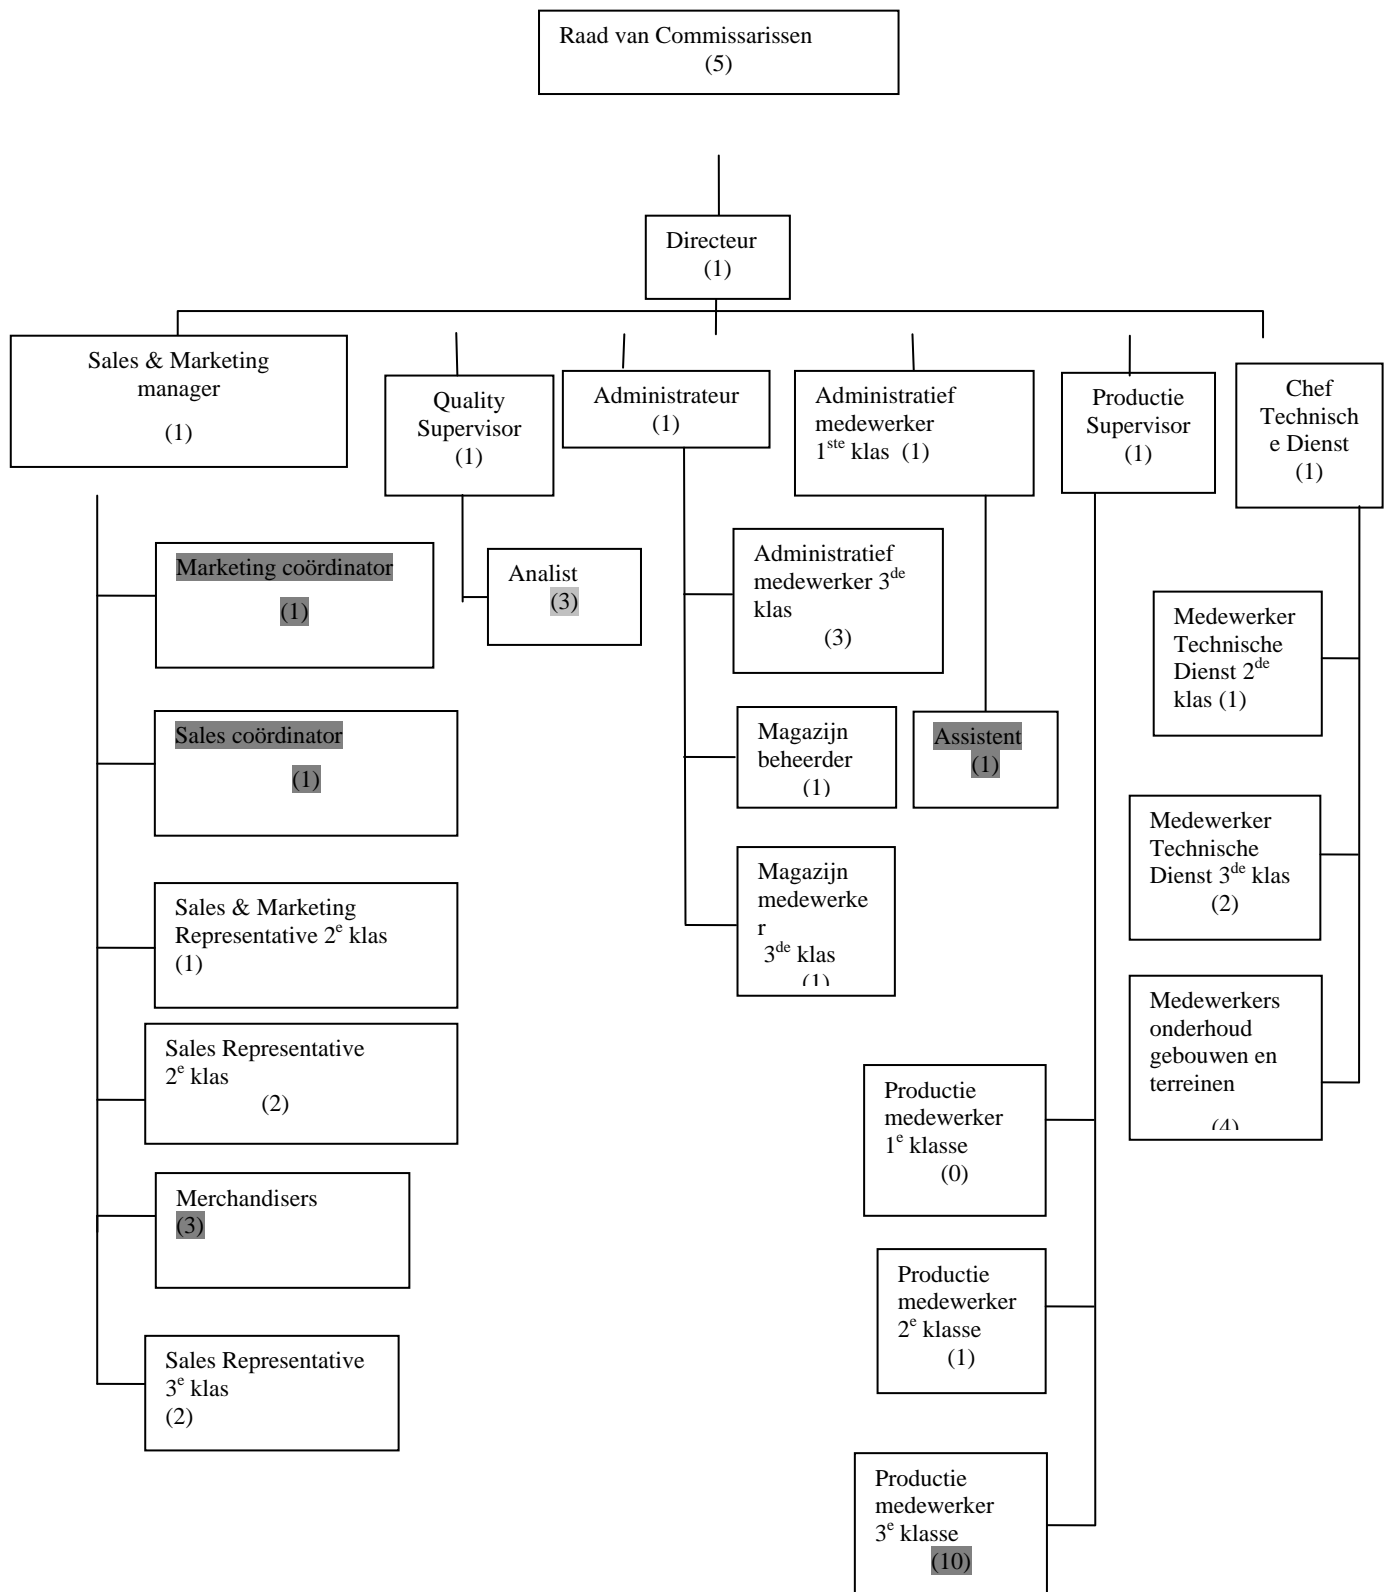 Raad van Commissarissen
(5)
Directeur
(1)
Sales & Marketing
manager
(1)
Quality
Supervisor
(1)
Administrateur
(1)
Administratief
medewerker
1ste klas (1)
Productie
Supervisor
(1)
Chef
Technisch
e Dienst
(1)
Marketing coördinator
(1)
Sales coördinator
(1)
Sales & Marketing
Representative 2e klas
(1)
Sales Representative
2e klas
(2)
Merchandisers
(3)
Sales Representative
3e klas
(2)
Analist
(3)
Administratief
medewerker 3de
klas
(3)
Magazijn
beheerder
(1)
Magazijn
medewerke
r
3de klas
(1)
Assistent
(1)
Productie
medewerker
1e klasse
(0)
Productie
medewerker
2e klasse
(1)
Productie
medewerker
3e klasse
(10)
Medewerker
Technische
Dienst 2de
klas (1)
Medewerker
Technische
Dienst 3de klas
(2)
Medewerkers
onderhoud
gebouwen en
terreinen
(4)